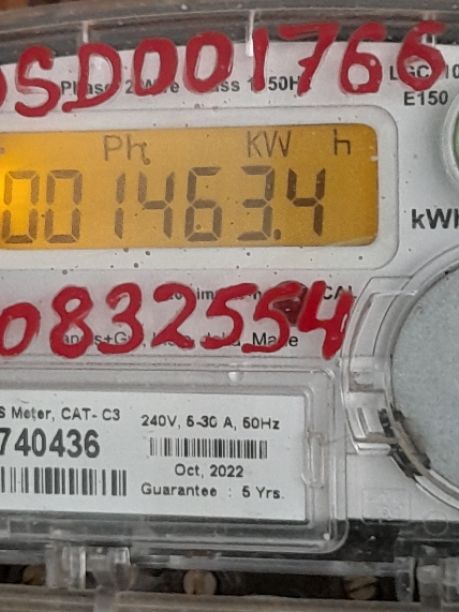 DSD001766
E150
Ph KW h
001463.4
kWh
0832554
S Meter, CAT-C3
240V, 5-30 A, 50Hz
740436
Oct, 2022
Guarantee : 5 Yrs.